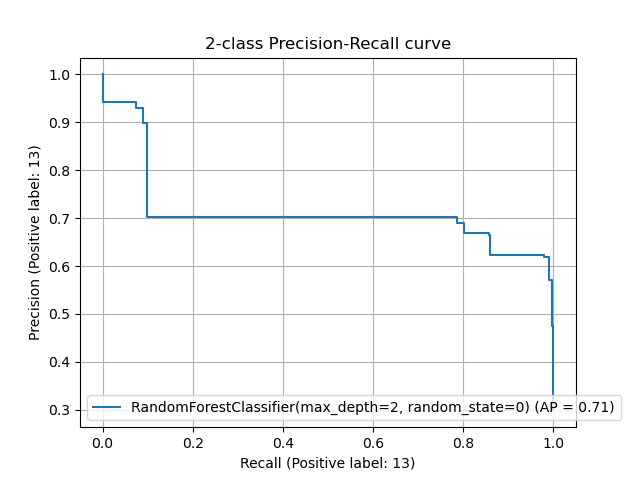 2-class Precision-Recall curve
1.0
0.9
0.8
0.7
0.6
0.5
0.4
0.3
Precision (Positive label: 13)
RandomForestClassifier(max_depth=2, random_state=0) (AP = 0.71)
0.0 0.2 0.4 0.6 0.8 1.0
Recall (Positive label: 13)